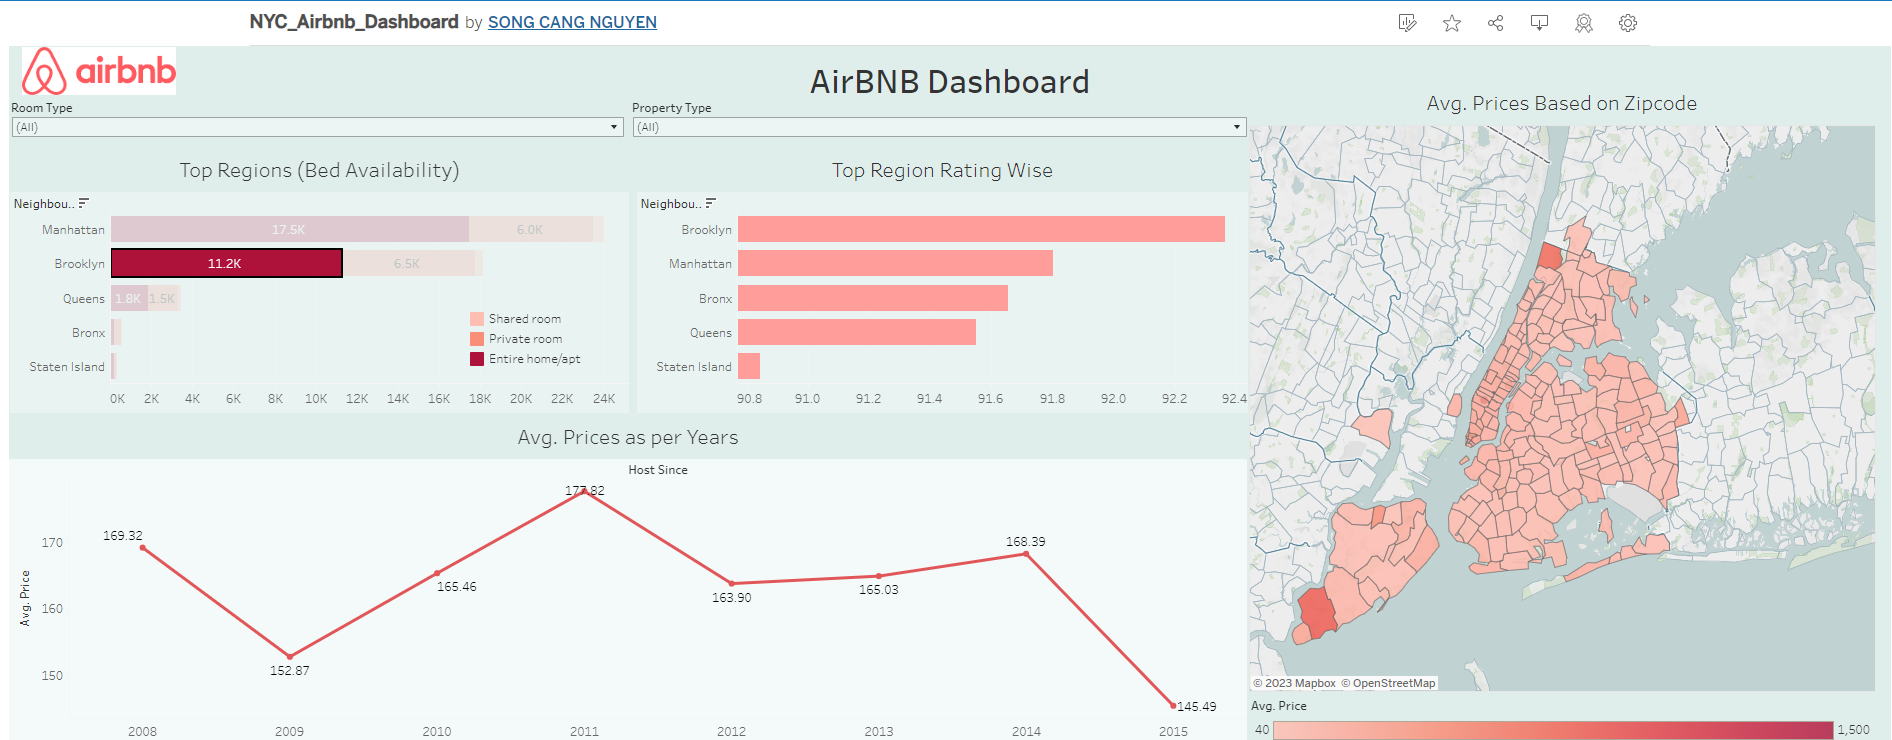 NYC_Airbnb_Dashboard by SONG CANG NGUYEN
airbnb
AirBNB Dashboard
Room Type
(All)
Property Type
(All)
Top Regions (Bed Availability)
Neighbou..
Manhattan 17.5K 6.0K
Brooklyn 11.2K 6.5K
Queens 1.8K 1.5K
Bronx
Staten Island
Shared room
Private room
Entire home/apt
0K 2K 4K 6K 8K 10K 12K 14K 16K 18K 20K 22K 24K
Top Region Rating Wise
Neighbou..
Brooklyn
Manhattan
Bronx
Queens
Staten Island
90.8 91.0 91.2 91.4 91.6 91.8 92.0 92.2 92.4
Avg. Prices as per Years
Host Since
Avg. Price
170
160
150
169.32
152.87
165.46
177.82
163.90
165.03
168.39
145.49
2008 2009 2010 2011 2012 2013 2014 2015
Avg. Prices Based on Zipcode
© 2023 Mapbox © OpenStreetMap
Avg. Price
40 1,500